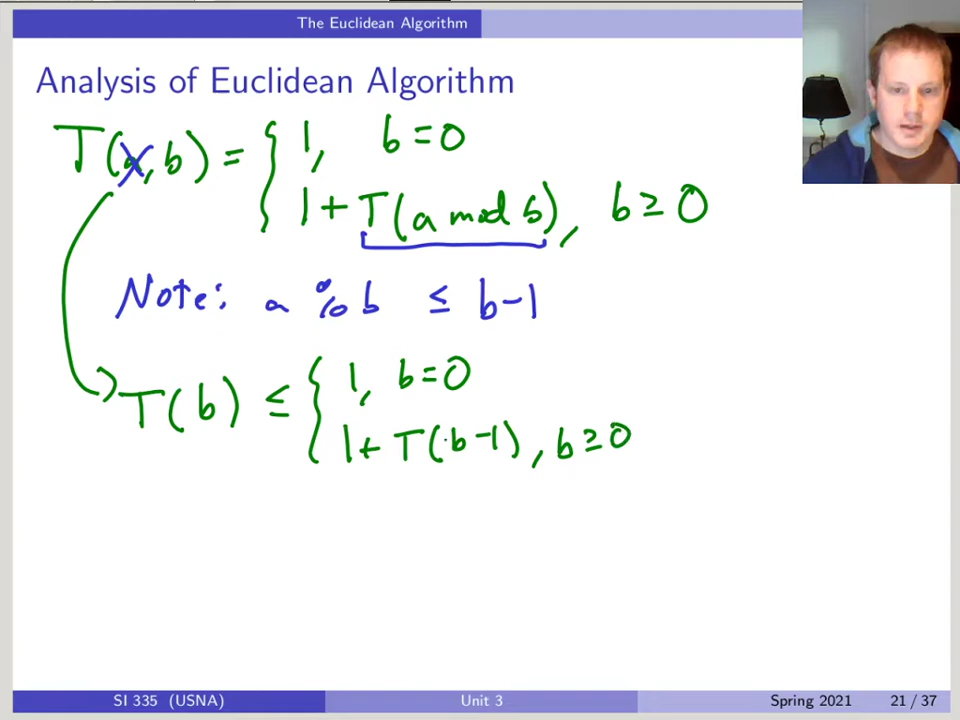 The Euclidean Algorithm
Analysis of Euclidean Algorithm
T(a, b) = { 1, b = 0
1 + T(a mod b), b ≥ 0
Note: a % b ≤ b-1
T(b) ≤ { 1, b = 0
1 + T(b-1), b ≥ 0
SI 335 (USNA) Unit 3 Spring 2021 21 / 37